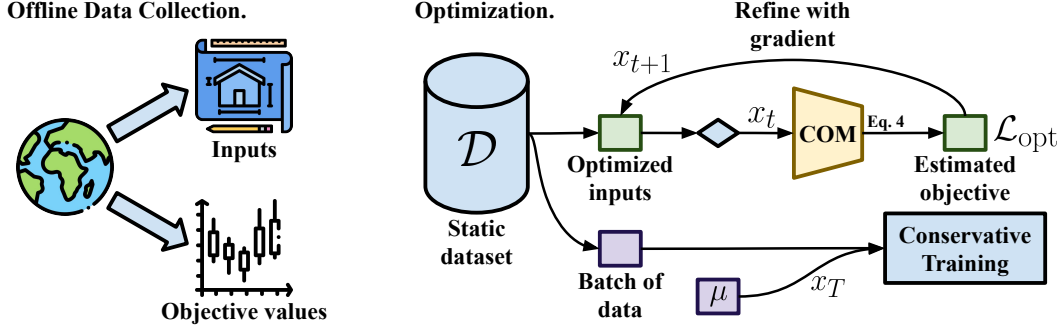 Offline Data Collection.
Inputs
Objective values
Optimization.
Refine with
gradient
x_{t+1}
D
Static
dataset
Optimized
inputs
x_t
COM
Eq. 4
L_opt
Estimated
objective
Batch of
data
μ
x_T
Conservative
Training